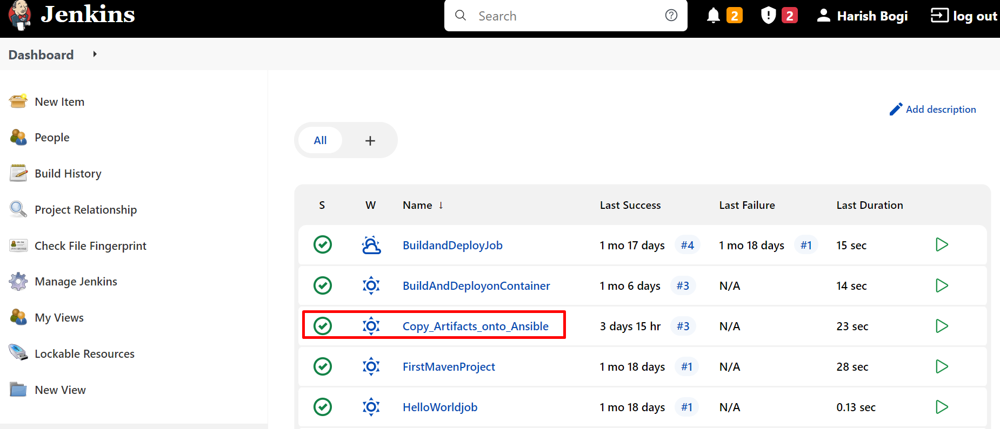 Jenkins
Search
2
2
Harish Bogi
log out
Dashboard
New Item
People
Build History
Project Relationship
Check File Fingerprint
Manage Jenkins
My Views
Lockable Resources
New View
Add description
All +
S W Name ↓ Last Success Last Failure Last Duration
BuildandDeployJob 1 mo 17 days #4 1 mo 18 days #1 15 sec
BuildAndDeployonContainer 1 mo 6 days #3 N/A 14 sec
Copy_Artifacts_onto_Ansible 3 days 15 hr #3 N/A 23 sec
FirstMavenProject 1 mo 18 days #1 N/A 28 sec
HelloWorldjob 1 mo 18 days #1 N/A 0.13 sec